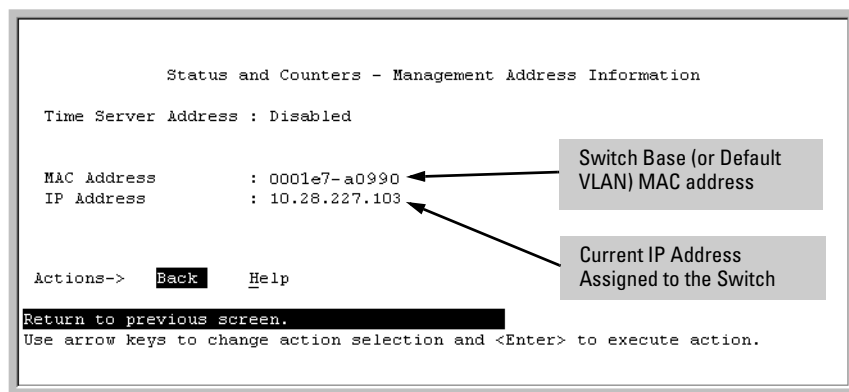 Status and Counters - Management Address Information
Time Server Address : Disabled
MAC Address : 0001e7-a0990
IP Address : 10.28.227.103
Switch Base (or Default
VLAN) MAC address
Current IP Address
Assigned to the Switch
Actions-> Back Help
Return to previous screen.
Use arrow keys to change action selection and <Enter> to execute action.